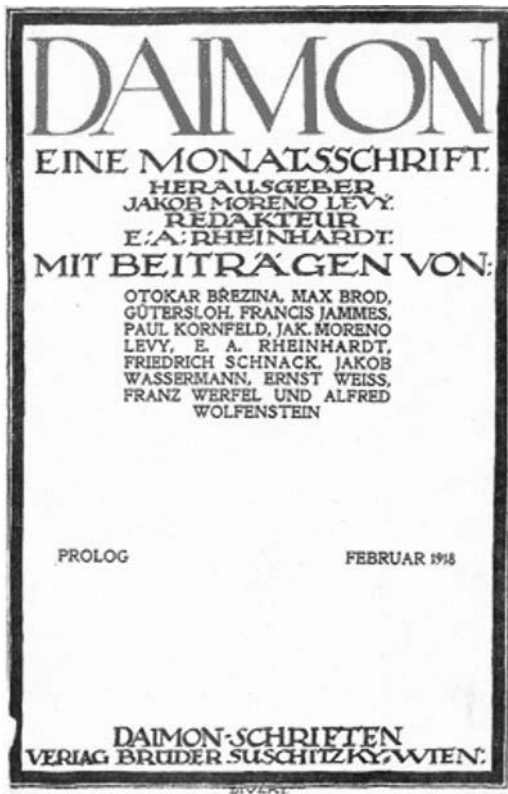 DAIMON
EINE MONATSSCHRIFT.
HERAUSGEBER
JAKOB MORENO LEVY.
REDAKTEUR
E.:A.:RHEINHARDT.
MIT BEITRÄGEN VON:
OTOKAR BŘEZINA, MAX BROD,
GÜTERSLOH, FRANCIS JAMMES,
PAUL KORNFELD, JAK. MORENO
LEVY, E. A. RHEINHARDT,
FRIEDRICH SCHNACK, JAKOB
WASSERMANN, ERNST WEISS,
FRANZ WERFEL UND ALFRED
WOLFENSTEIN
PROLOG FEBRUAR 1918
DAIMON-SCHRIFTEN
VERLAG BRÜDER SUSCHITZKY, WIEN.